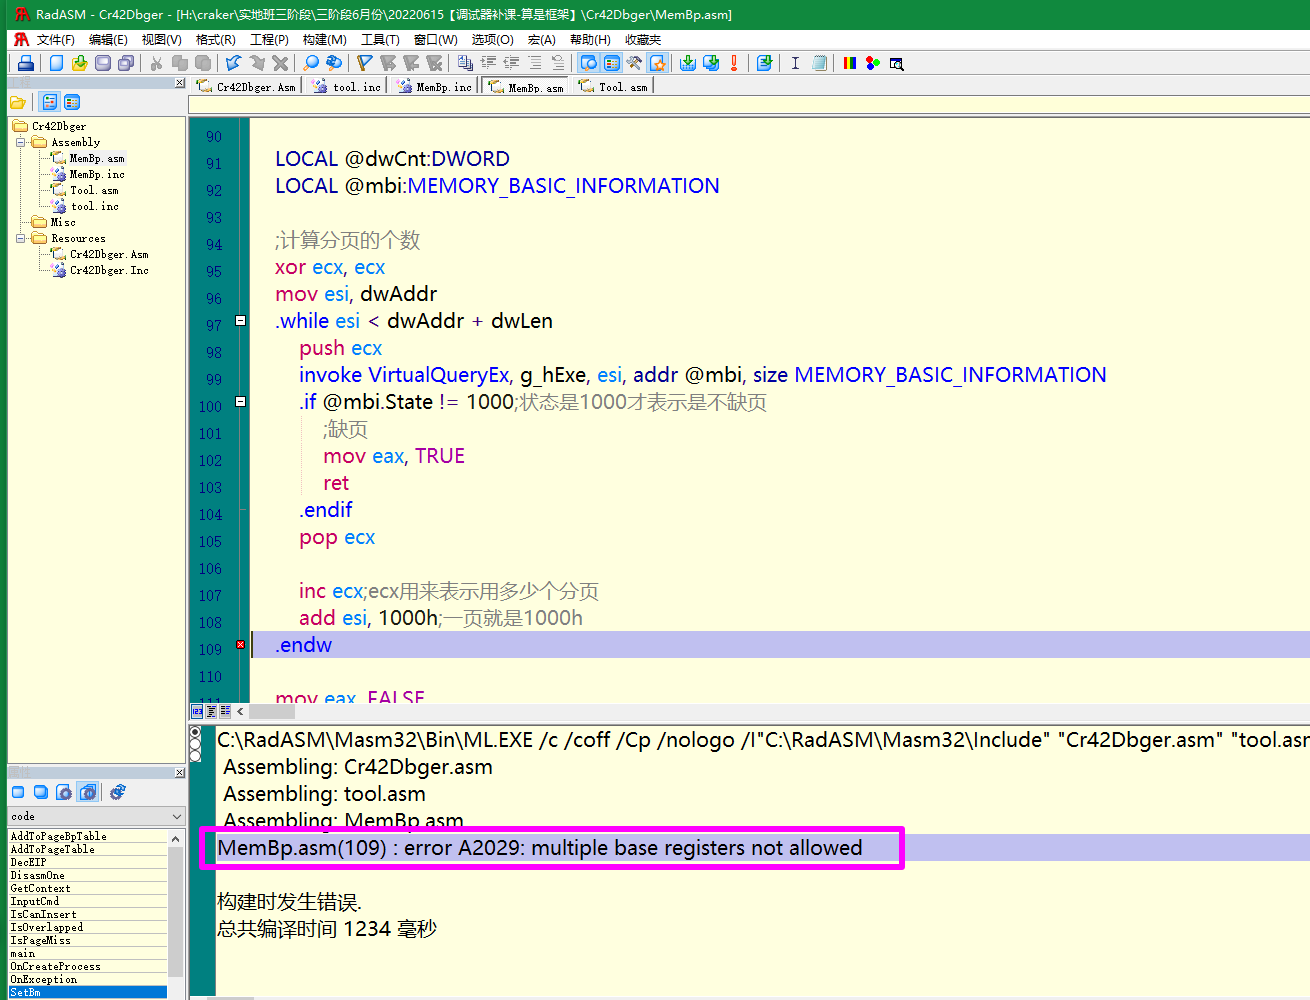 RadASM - Cr42Dbger - [H:\craker\实地班三阶段\三阶段6月份\20220615【调试器补课-算是框架】\Cr42Dbger\MemBp.asm]
文件(F) 编辑(E) 视图(V) 格式(R) 工程(P) 构建(M) 工具(T) 窗口(W) 选项(O) 宏(A) 帮助(H) 收藏夹
Cr42Dbger.Asm tool.inc MemBp.inc MemBp.asm Tool.asm
Cr42Dbger
Assembly
MemBp.asm
MemBp.inc
Tool.asm
tool.inc
Misc
Resources
Cr42Dbger.Asm
Cr42Dbger.Inc
90
91 LOCAL @dwCnt:DWORD
92 LOCAL @mbi:MEMORY_BASIC_INFORMATION
93
94 ;计算分页的个数
95 xor ecx, ecx
96 mov esi, dwAddr
97 .while esi < dwAddr + dwLen
98 push ecx
99 invoke VirtualQueryEx, g_hExe, esi, addr @mbi, size MEMORY_BASIC_INFORMATION
100 .if @mbi.State != 1000;状态是1000才表示是不缺页
101 ;缺页
102 mov eax, TRUE
103 ret
104 .endif
105 pop ecx
106
107 inc ecx;ecx用来表示用多少个分页
108 add esi, 1000h;一页就是1000h
109 .endw
110
111 mov eax, FALSE
C:\RadASM\Masm32\Bin\ML.EXE /c /coff /Cp /nologo /I"C:\RadASM\Masm32\Include" "Cr42Dbger.asm" "tool.asm
Assembling: Cr42Dbger.asm
Assembling: tool.asm
Assembling: MemBp.asm
MemBp.asm(109) : error A2029: multiple base registers not allowed
构建时发生错误.
总共编译时间 1234 毫秒
code
AddToPageBpTable
AddToPageTable
DecEIP
DisasmOne
GetContext
InputCmd
IsCanInsert
IsOverlapped
IsPageMiss
main
OnCreateProcess
OnException
SetBm